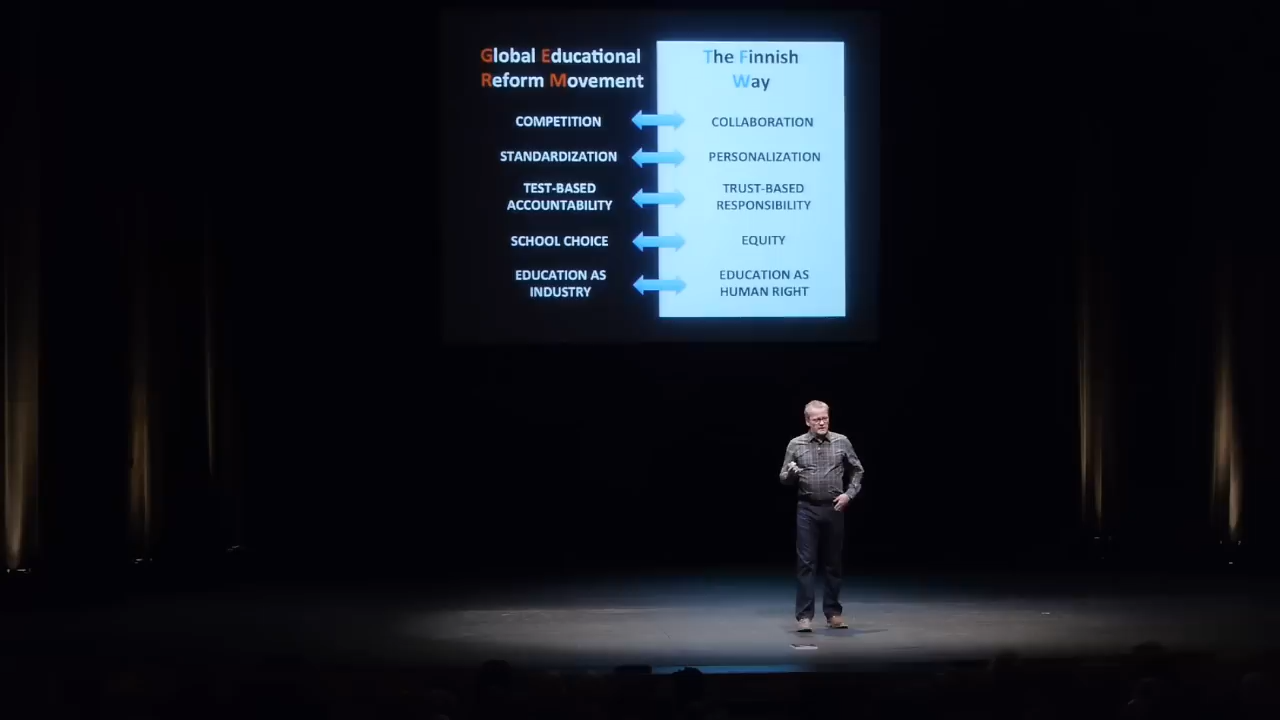 Global Educational
Reform Movement
The Finnish
Way
COMPETITION
COLLABORATION
STANDARDIZATION
PERSONALIZATION
TEST-BASED
ACCOUNTABILITY
TRUST-BASED
RESPONSIBILITY
SCHOOL CHOICE
EQUITY
EDUCATION AS
INDUSTRY
EDUCATION AS
HUMAN RIGHT